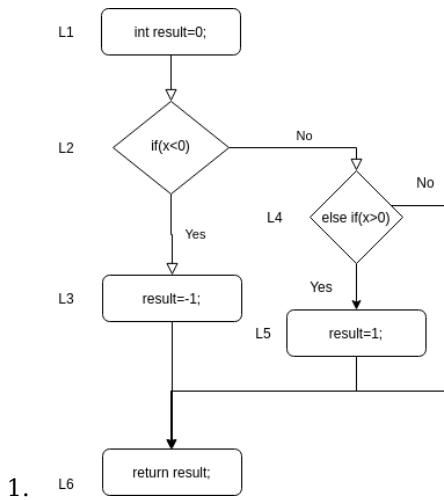 L1 int result=0;
L2 if(x<0)
No
No
L4 else if(x>0)
Yes
Yes
L3 result=-1;
L5 result=1;
1. L6 return result;